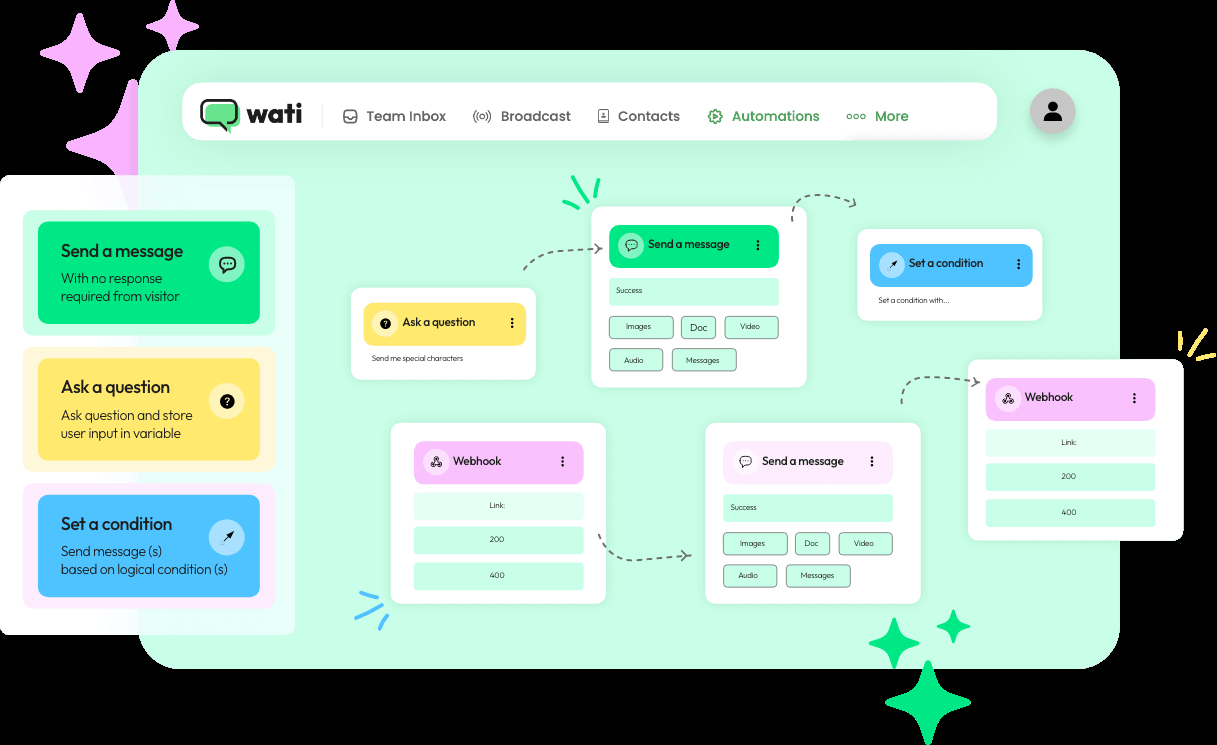 wati
Team Inbox
Broadcast
Contacts
Automations
More
Send a message
With no response
required from visitor
Ask a question
Ask question and store
user input in variable
Set a condition
Send message (s)
based on logical condition (s)
Ask a question
Send me special characters
Send a message
Success
Images
Doc
Video
Audio
Messages
Set a condition
Set a condition with...
Webhook
Link:
200
400
Send a message
Success
Images
Doc
Video
Audio
Messages
Webhook
Link:
200
400